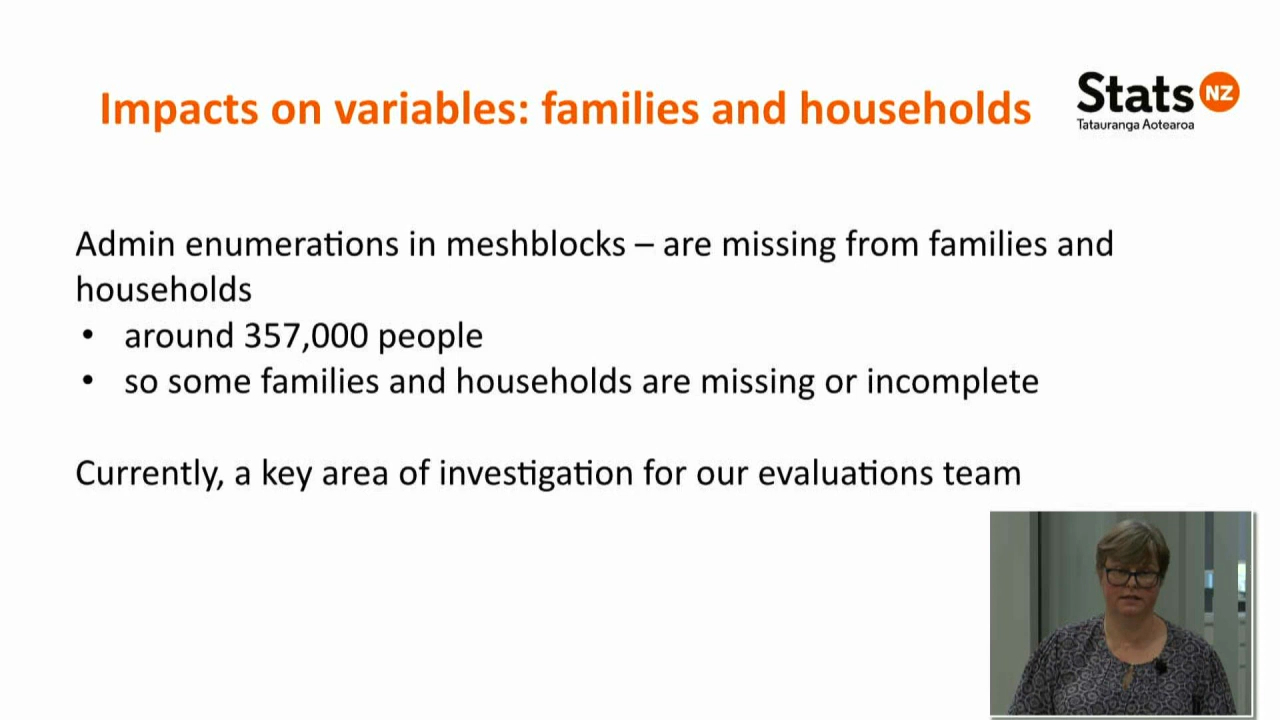 Impacts on variables: families and households
Stats NZ
Tatauranga Aotearoa
Admin enumerations in meshblocks – are missing from families and
households
• around 357,000 people
• so some families and households are missing or incomplete
Currently, a key area of investigation for our evaluations team